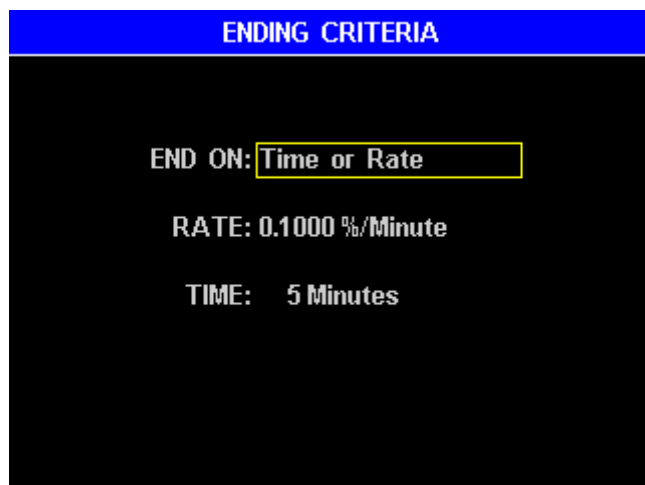 ENDING CRITERIA
END ON: Time or Rate
RATE: 0.1000 %/Minute
TIME: 5 Minutes